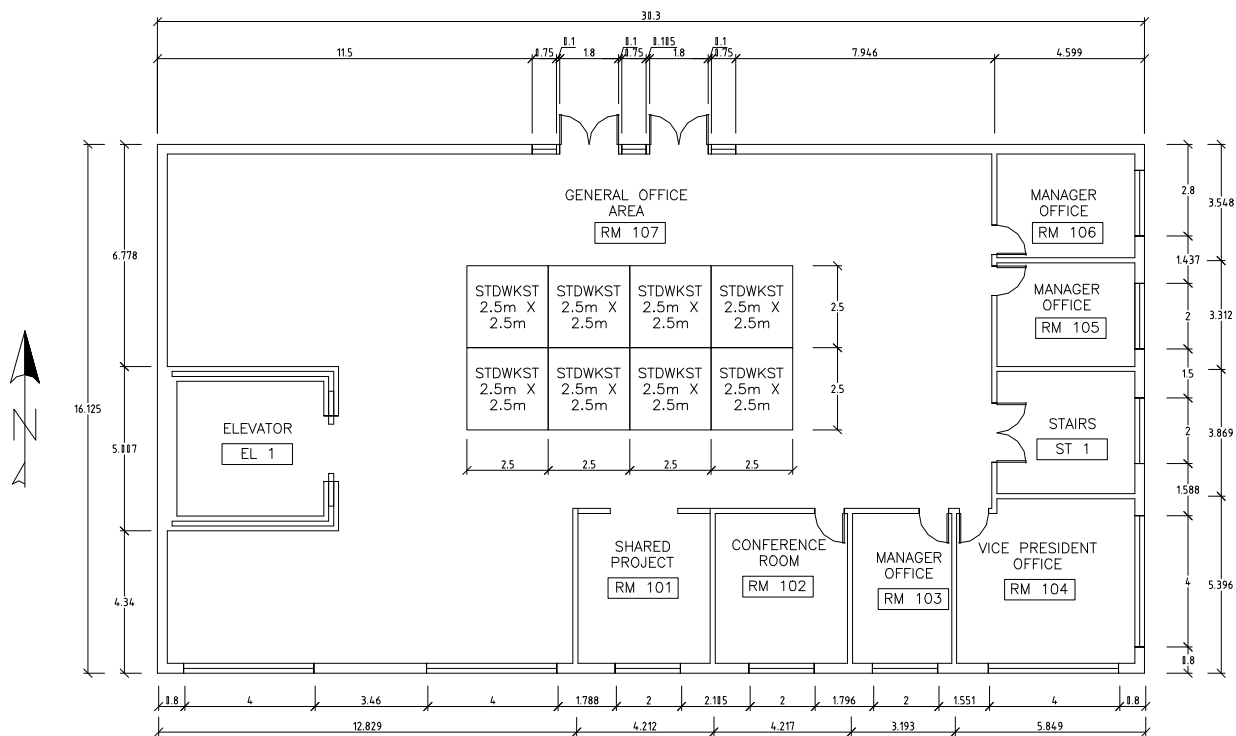 30.3
0.1
0.1
0.105
0.1
11.5
0.75
1.8
0.75
1.8
0.75
7.946
4.599
GENERAL OFFICE
AREA
RM 107
MANAGER
OFFICE
RM 106
2.8
3.548
6.778
1.437
STDWKST
2.5m X
2.5m
STDWKST
2.5m X
2.5m
STDWKST
2.5m X
2.5m
STDWKST
2.5m X
2.5m
2.5
MANAGER
OFFICE
RM 105
2
3.312
1.5
STDWKST
2.5m X
2.5m
STDWKST
2.5m X
2.5m
STDWKST
2.5m X
2.5m
STDWKST
2.5m X
2.5m
2.5
N
16.125
5.007
ELEVATOR
EL 1
STAIRS
ST 1
2
3.869
2.5
2.5
2.5
2.5
1.588
SHARED
PROJECT
RM 101
CONFERENCE
ROOM
RM 102
MANAGER
OFFICE
RM 103
VICE PRESIDENT
OFFICE
RM 104
4.34
4
5.396
0.8
0.8
4
3.46
4
1.788
2
2.105
2
1.796
2
1.551
4
0.8
12.829
4.212
4.217
3.193
5.849